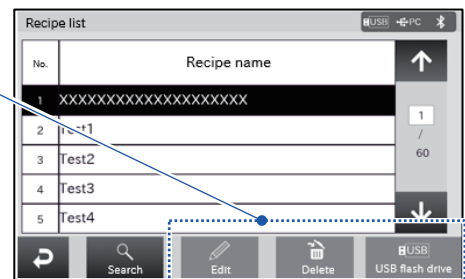 Recipe list USB PC
No. Recipe name
1 XXXXXXXXXXXXXXXXXXXX
2 Test1
3 Test2
4 Test3
5 Test4
1
/
60
Search Edit Delete USB
USB flash drive